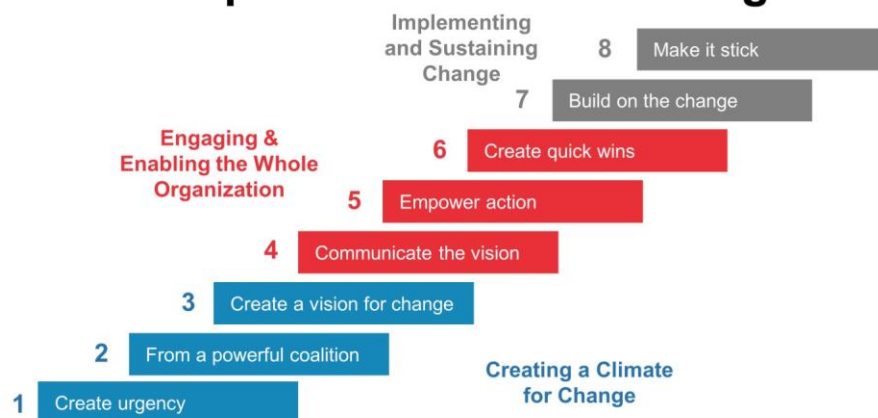 Implementing
and Sustaining
Change
8 Make it stick
7 Build on the change
Engaging &
Enabling the Whole
Organization
6 Create quick wins
5 Empower action
4 Communicate the vision
3 Create a vision for change
2 From a powerful coalition
Creating a Climate
for Change
1 Create urgency